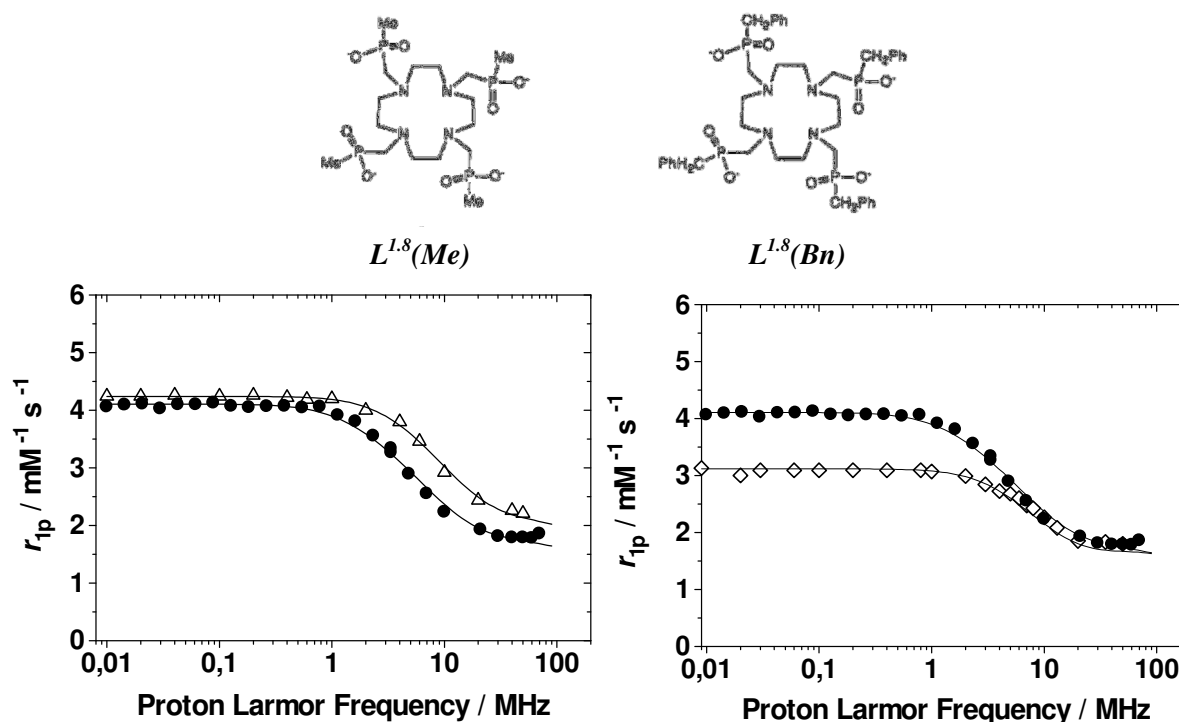 Me
CH₂Ph
⁻O P O
Me
⁻O P O
CH₂Ph
P O⁻
P O⁻
N N
O
N N
O
N N
N N
O
O
Me P
P
PhH₂C P
P
O⁻
O O⁻
O⁻
O O⁻
Me
CH₂Ph
L^{1.8}(Me)
L^{1.8}(Bn)
6
5
4
3
2
1
0
r₁ₚ / mM⁻¹ s⁻¹
0,01 0,1 1 10 100
Proton Larmor Frequency / MHz
6
5
4
3
2
1
0
r₁ₚ / mM⁻¹ s⁻¹
0,01 0,1 1 10 100
Proton Larmor Frequency / MHz